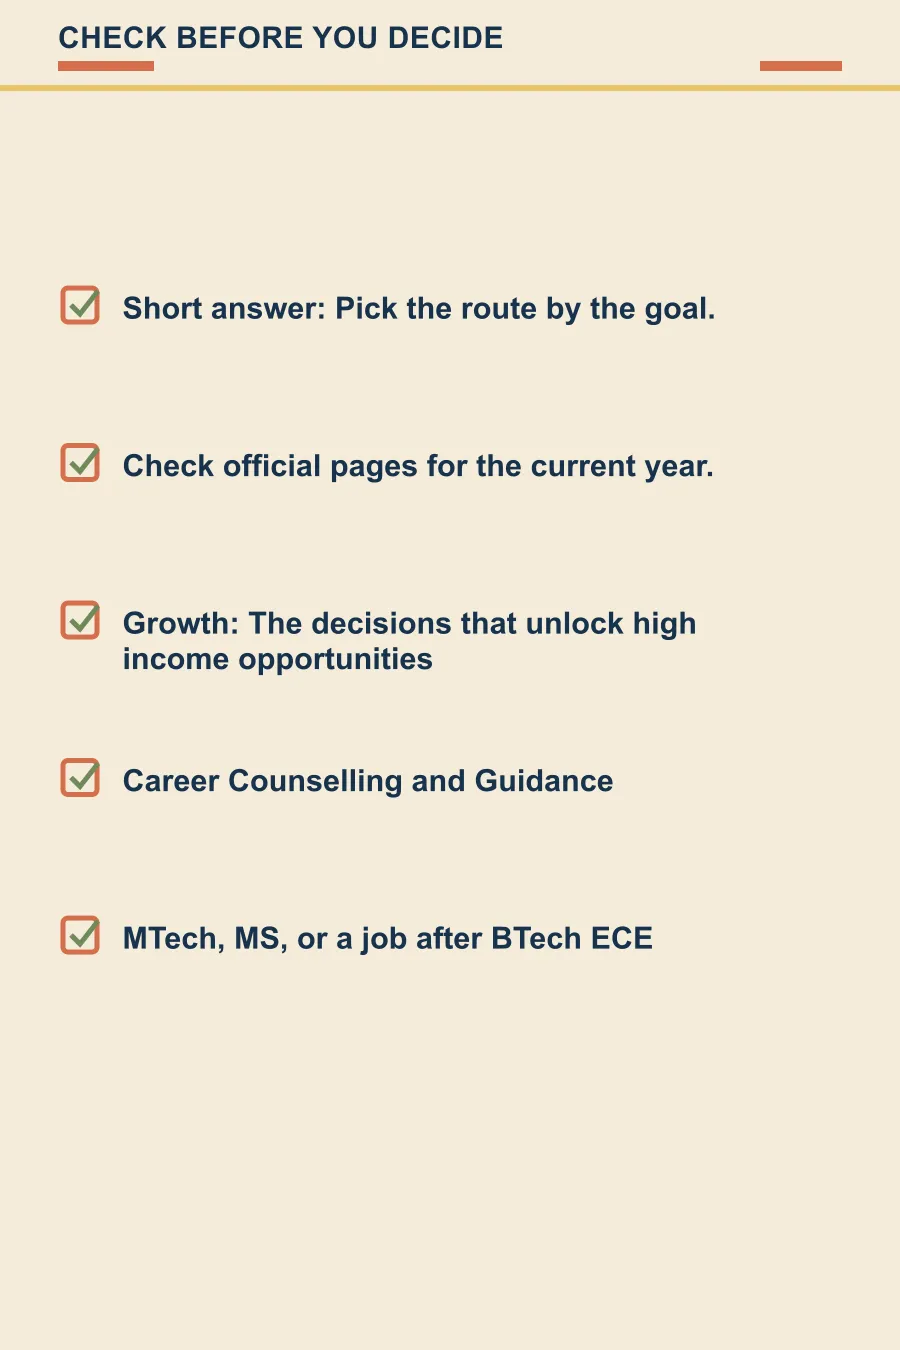 CHECK BEFORE YOU DECIDE
Short answer: Pick the route by the goal.
Check official pages for the current year.
Growth: The decisions that unlock high
income opportunities
Career Counselling and Guidance
MTech, MS, or a job after BTech ECE